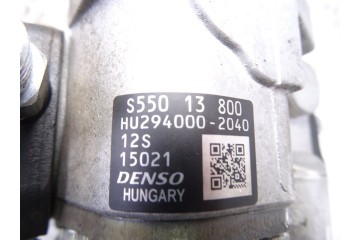 S550 13 800
HU294000-2040
12S
15021
DENSO
HUNGARY